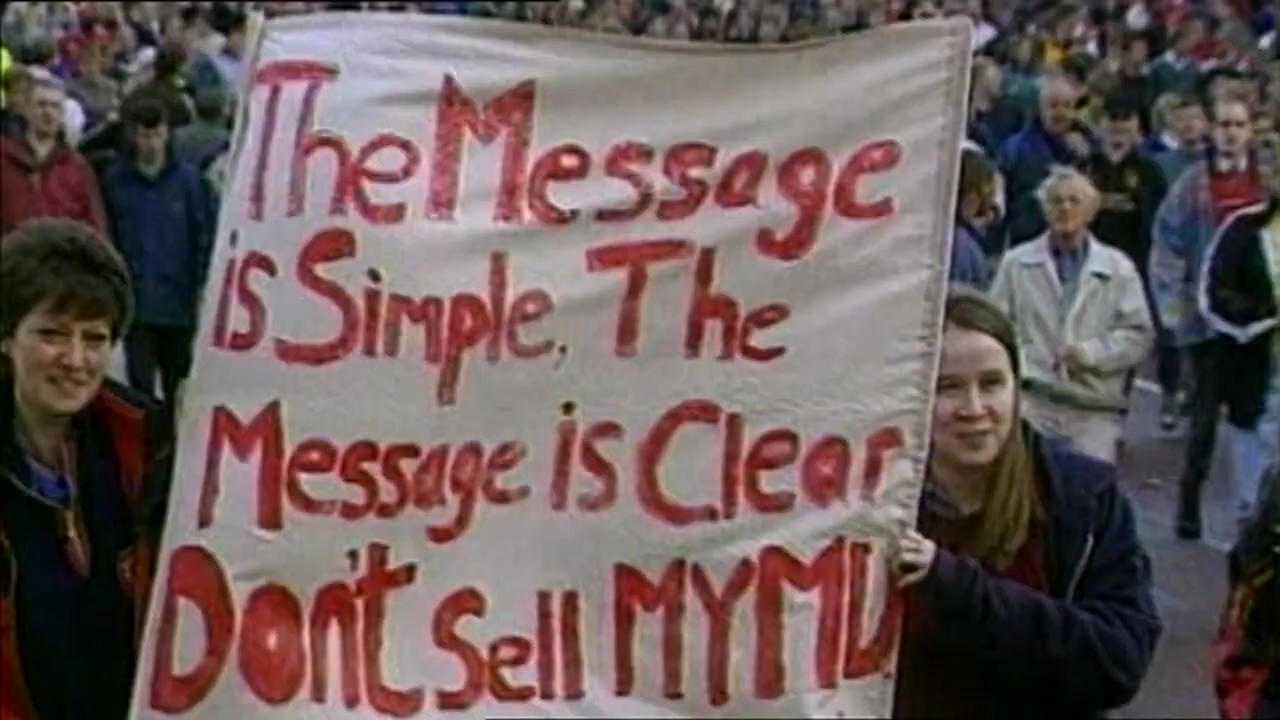 The Message
is Simple, The
Message is Clear
Don't Sell MY MU